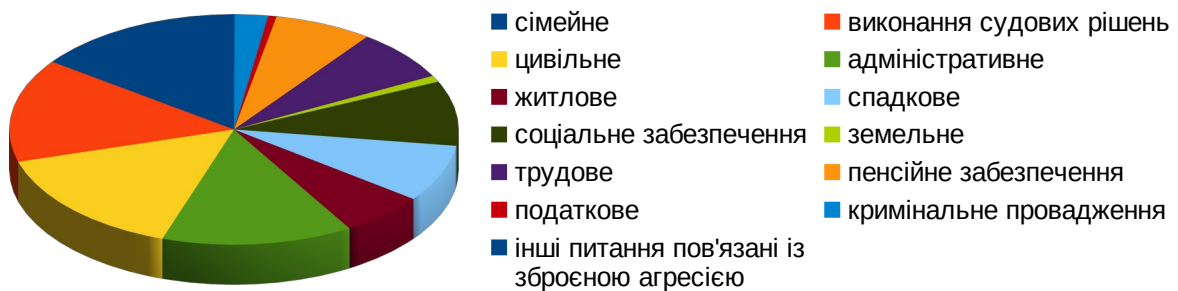 сімейне
виконання судових рішень
цивільне
адміністративне
житлове
спадкове
соціальне забезпечення
земельне
трудове
пенсійне забезпечення
податкове
кримінальне провадження
інші питання пов'язані із
зброєною агресією